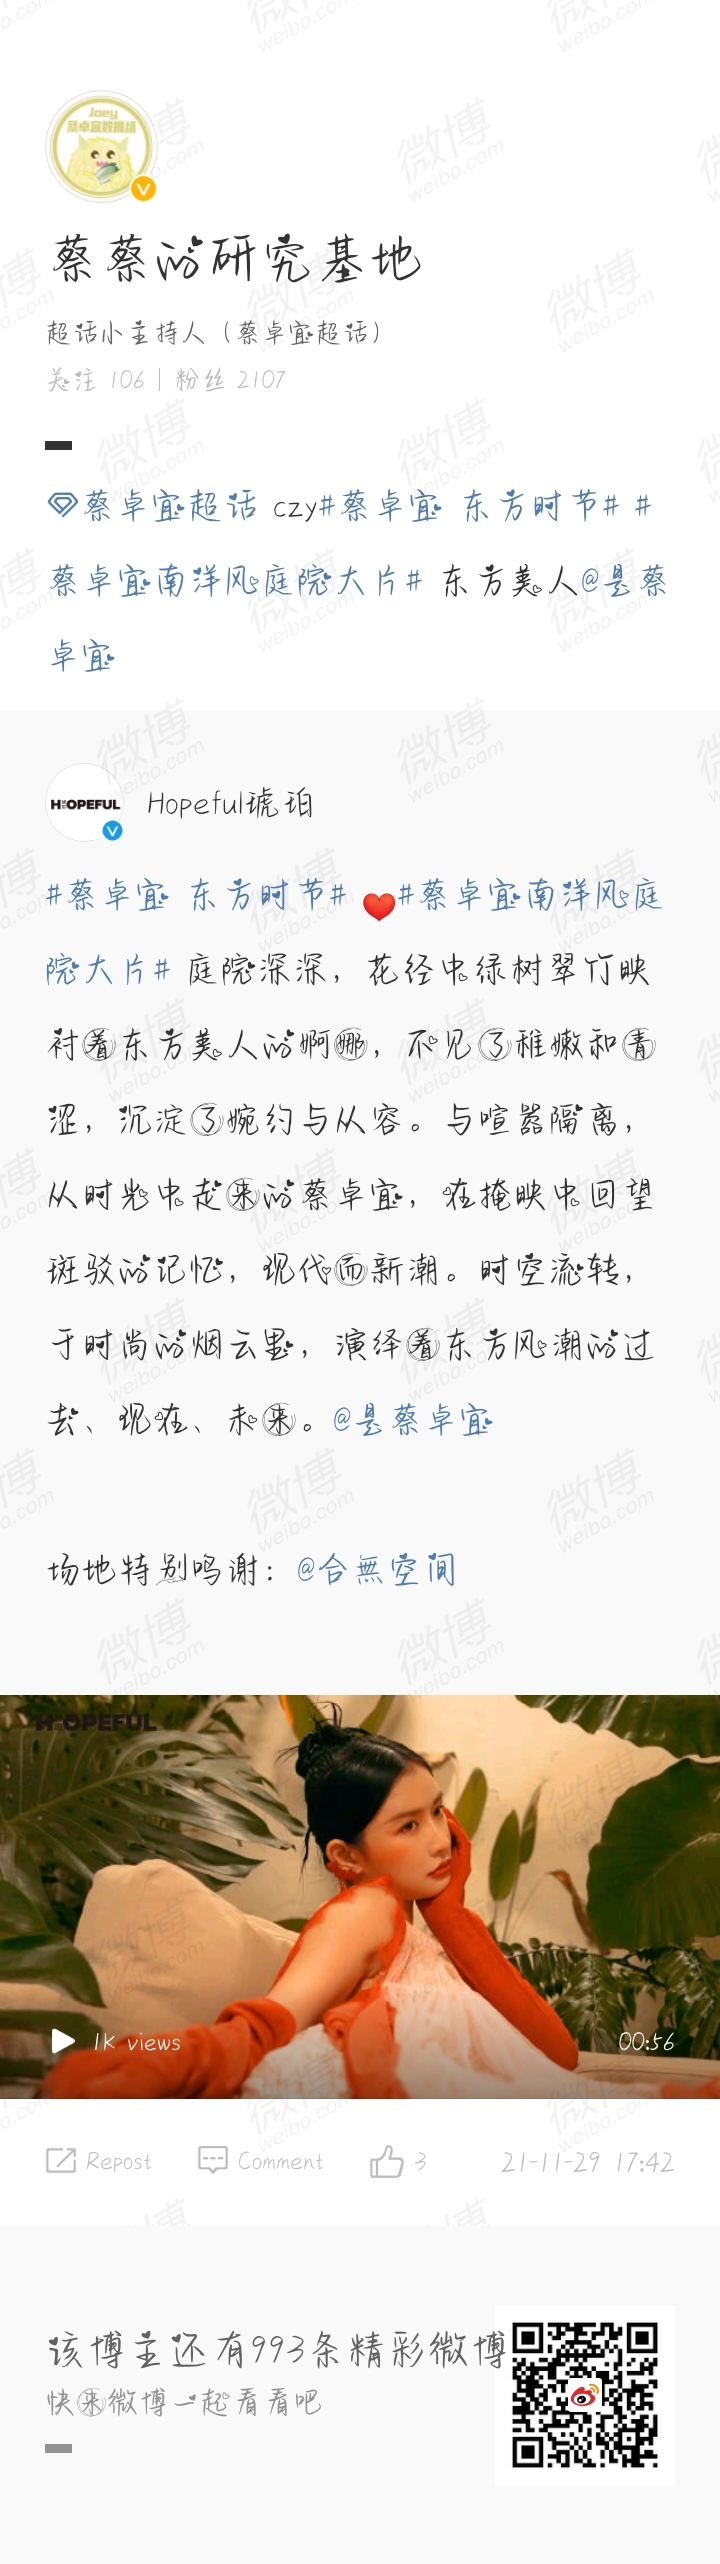 Joey
蔡卓宜数据组
蔡蔡的研究基地
超话小主持人（蔡卓宜超话）
关注 106 | 粉丝 2107
蔡卓宜超话 czy#蔡卓宜 东方时节# #
蔡卓宜南洋风庭院大片# 东方美人@是蔡
卓宜
HOPEFUL
Hopeful琥珀
#蔡卓宜 东方时节# ❤#蔡卓宜南洋风庭
院大片# 庭院深深，花径中绿树翠竹映
衬着东方美人的婀娜，不见了稚嫩和青
涩，沉淀了婉约与从容。与喧嚣隔离，
从时光中走来的蔡卓宜，在掩映中回望
斑驳的记忆，现代而新潮。时空流转，
于时尚的烟云里，演绎着东方风潮的过
去、现在、未来。@是蔡卓宜
场地特别鸣谢：@合無空间
HOPEFUL
1K views
00:56
Repost Comment 3 21-11-29 17:42
该博主还有993条精彩微博
快来微博一起看看吧
微博
weibo.com